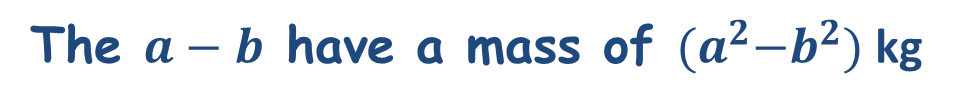 The a − b have a mass of (a²−b²) kg